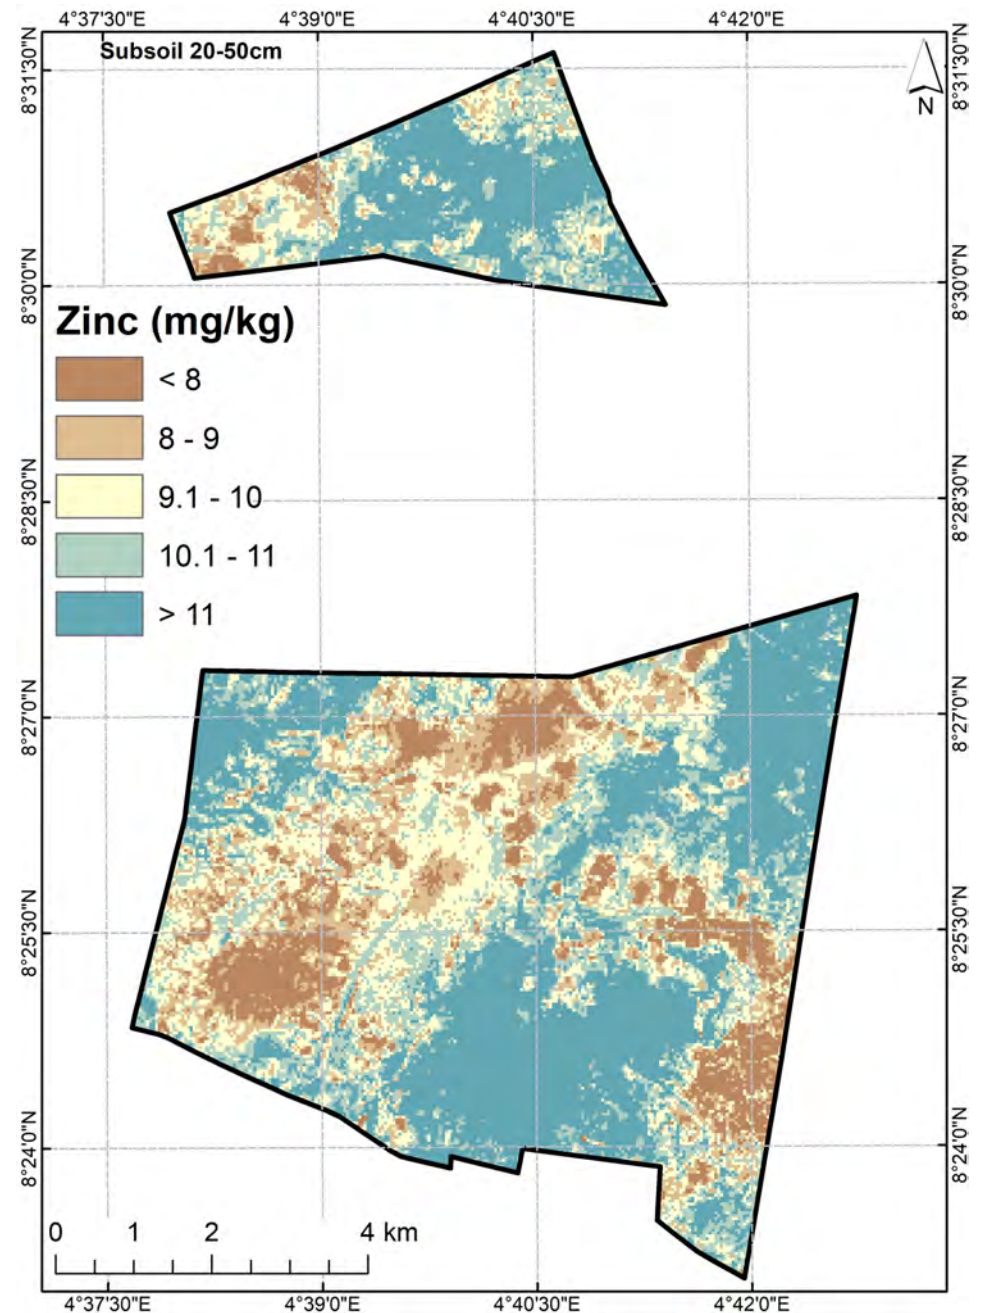 4°37'30"E 4°39'0"E 4°40'30"E 4°42'0"E
Subsoil 20-50cm
N
8°31'30"N 8°31'30"N
8°30'0"N 8°30'0"N
Zinc (mg/kg)
< 8
8 - 9
9.1 - 10
10.1 - 11
> 11
8°28'30"N 8°28'30"N
8°27'0"N 8°27'0"N
8°25'30"N 8°25'30"N
8°24'0"N 8°24'0"N
0 1 2 4 km
4°37'30"E 4°39'0"E 4°40'30"E 4°42'0"E